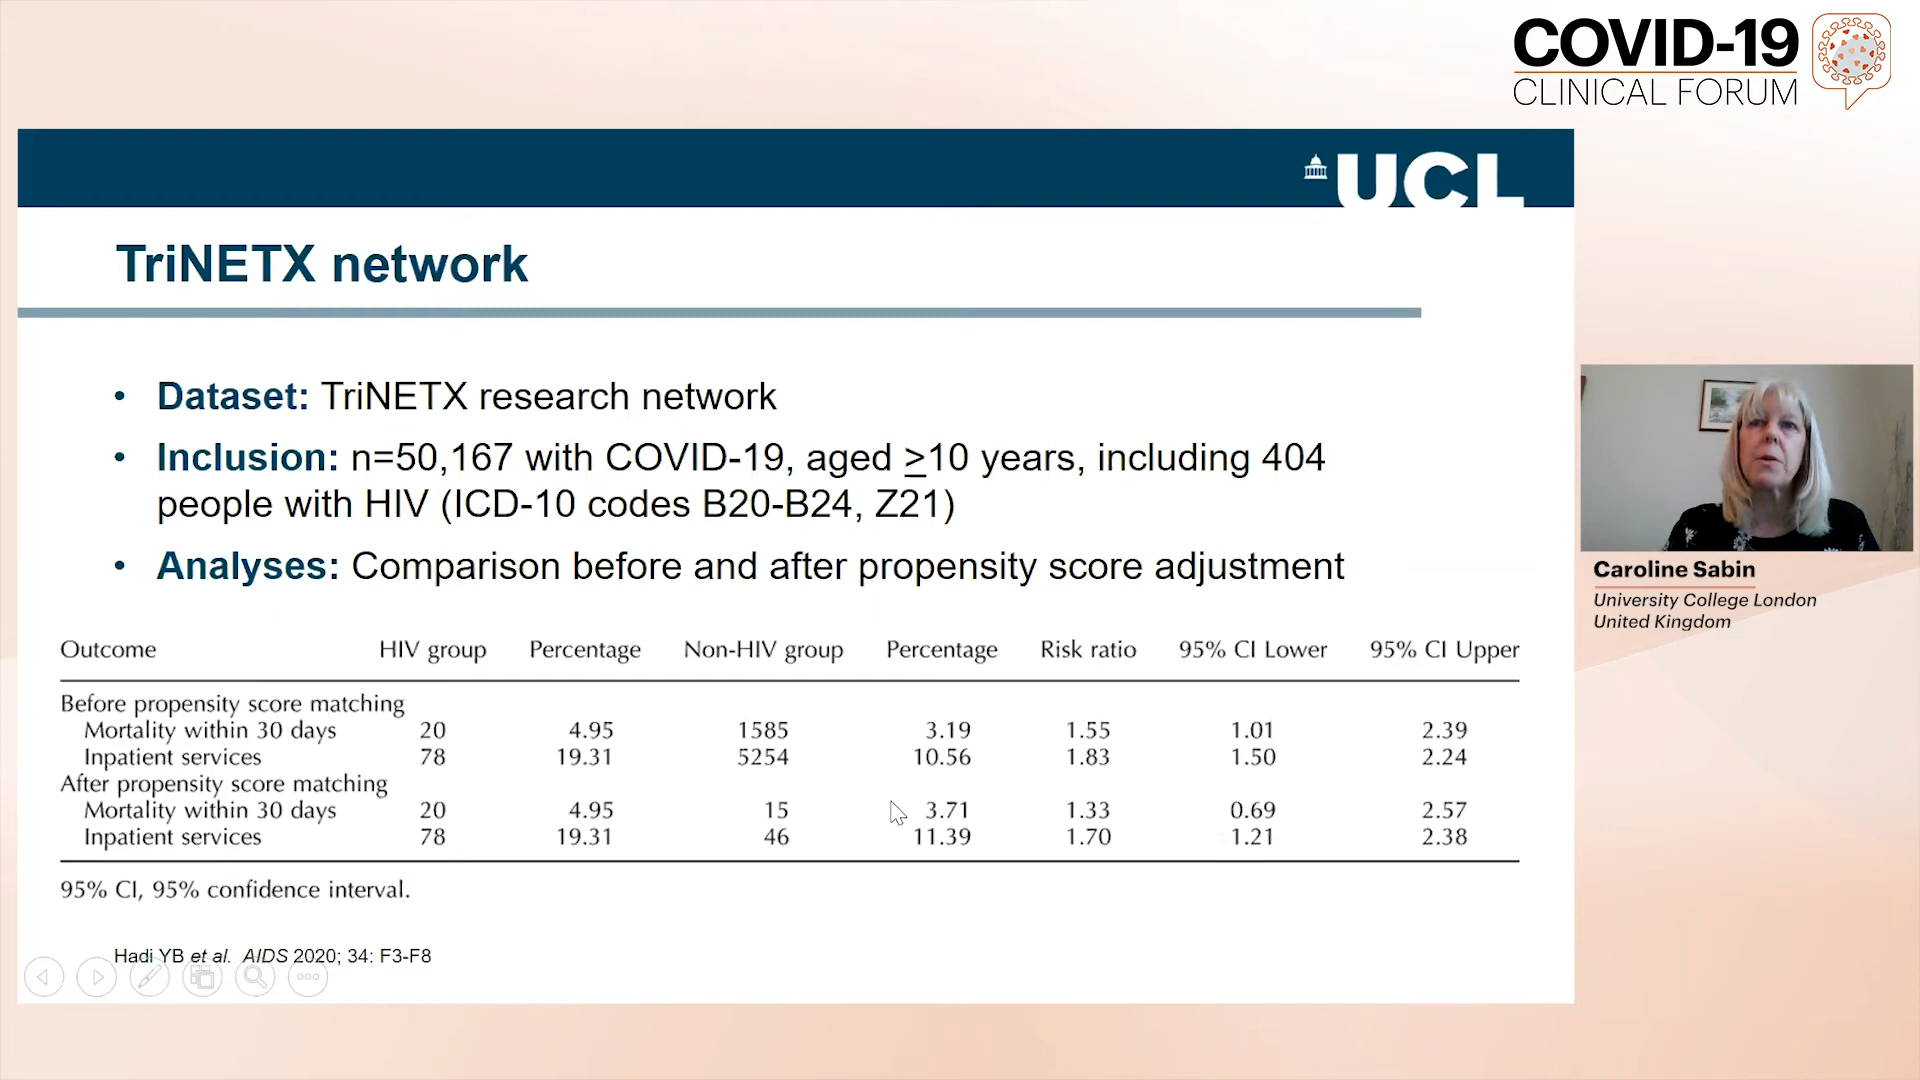 COVID-19
CLINICAL FORUM
UCL
TriNETX network
• Dataset: TriNETX research network
• Inclusion: n=50,167 with COVID-19, aged ≥10 years, including 404
people with HIV (ICD-10 codes B20-B24, Z21)
• Analyses: Comparison before and after propensity score adjustment
Outcome HIV group Percentage Non-HIV group Percentage Risk ratio 95% CI Lower 95% CI Upper
Before propensity score matching
Mortality within 30 days 20 4.95 1585 3.19 1.55 1.01 2.39
Inpatient services 78 19.31 5254 10.56 1.83 1.50 2.24
After propensity score matching
Mortality within 30 days 20 4.95 15 3.71 1.33 0.69 2.57
Inpatient services 78 19.31 46 11.39 1.70 1.21 2.38
95% CI, 95% confidence interval.
Hadi YB et al. AIDS 2020; 34: F3-F8
Caroline Sabin
University College London
United Kingdom